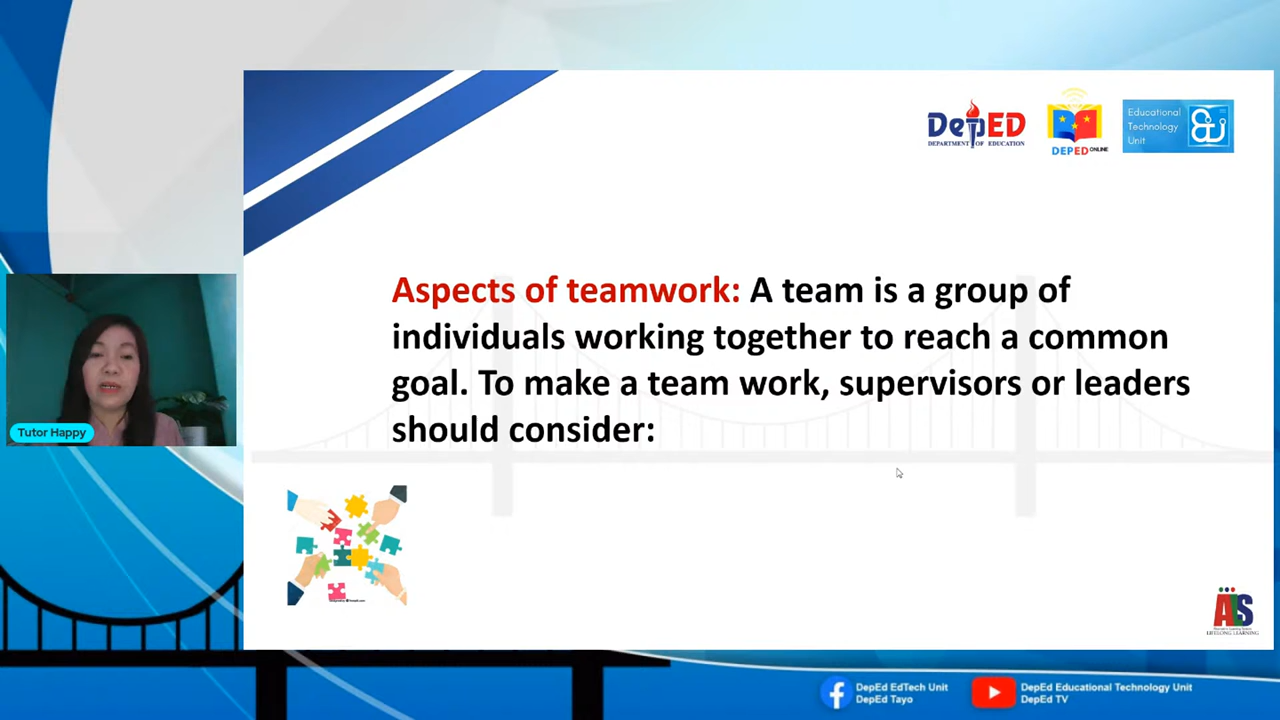 DepED
DEPARTMENT OF EDUCATION
DEPED ONLINE
Educational
Technology
Unit
Aspects of teamwork: A team is a group of
individuals working together to reach a common
goal. To make a team work, supervisors or leaders
should consider:
Tutor Happy
ALS
LIFELONG LEARNING
DepEd EdTech Unit
DepEd Tayo
DepEd Educational Technology Unit
DepEd TV